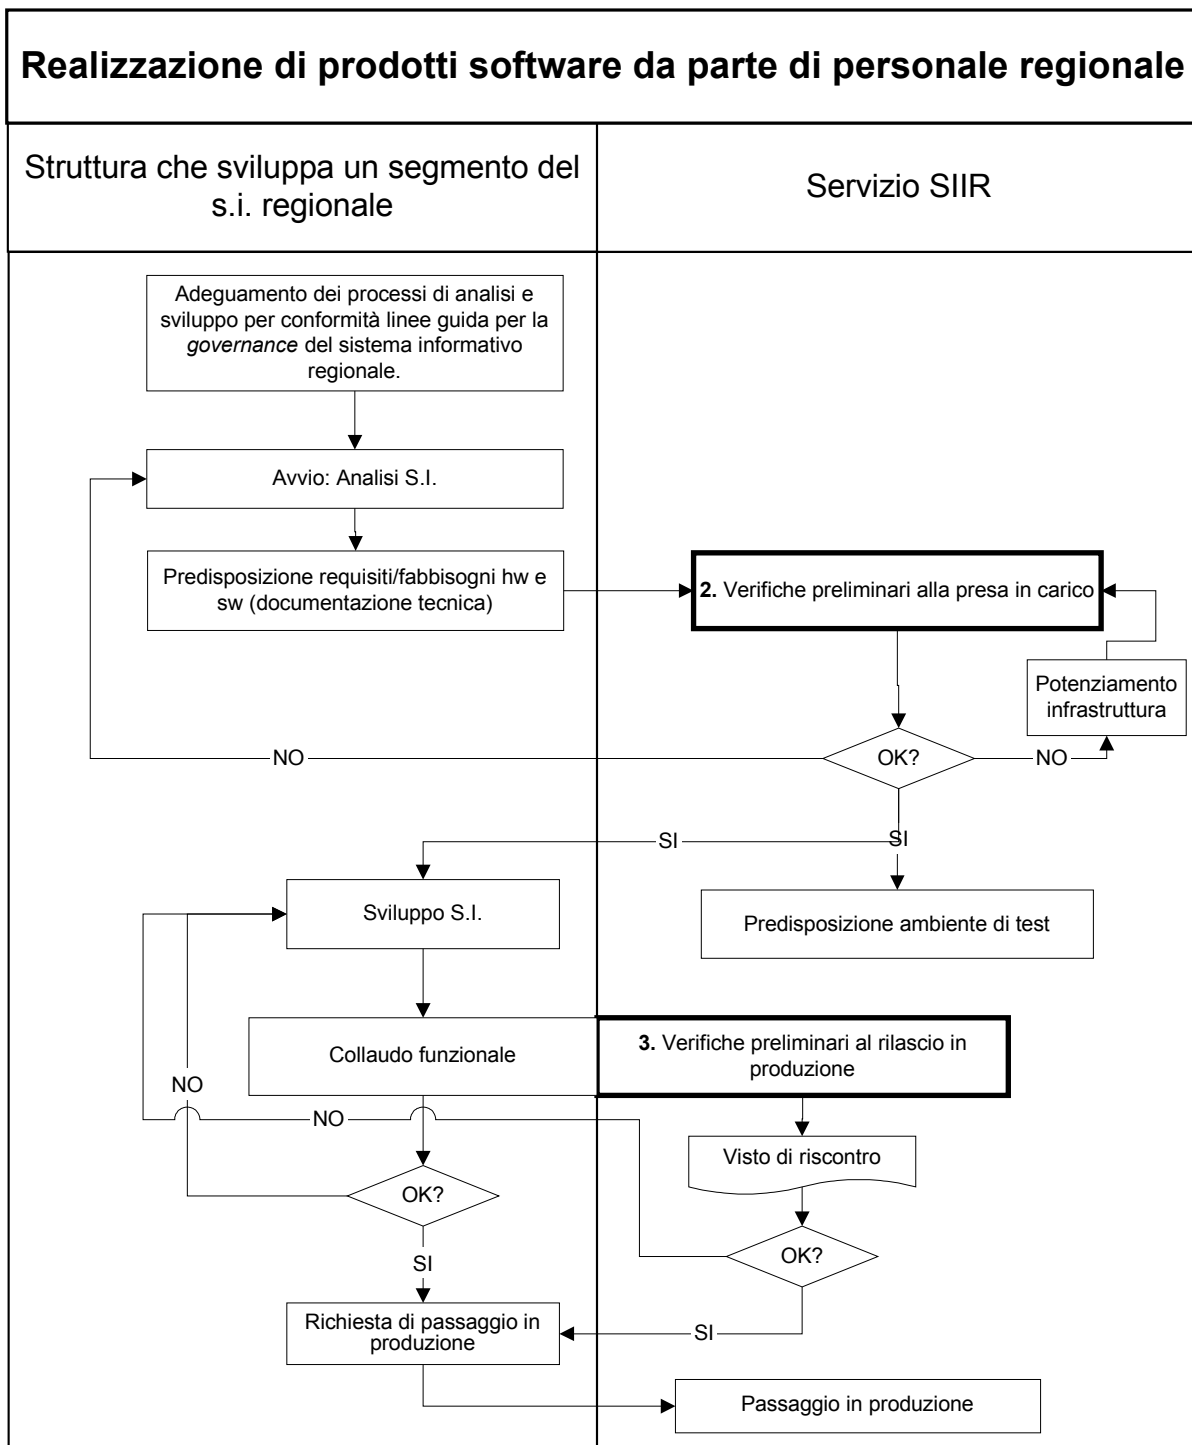 Realizzazione di prodotti software da parte di personale regionale
Struttura che sviluppa un segmento del
s.i. regionale
Servizio SIIR
Adeguamento dei processi di analisi e
sviluppo per conformità linee guida per la
governance del sistema informativo
regionale.
Avvio: Analisi S.I.
Predisposizione requisiti/fabbisogni hw e
sw (documentazione tecnica)
2. Verifiche preliminari alla presa in carico
Potenziamento
infrastruttura
NO
OK?
NO
SI
SI
Sviluppo S.I.
Predisposizione ambiente di test
Collaudo funzionale
3. Verifiche preliminari al rilascio in
produzione
NO
NO
Visto di riscontro
OK?
OK?
SI
Richiesta di passaggio in
produzione
SI
Passaggio in produzione